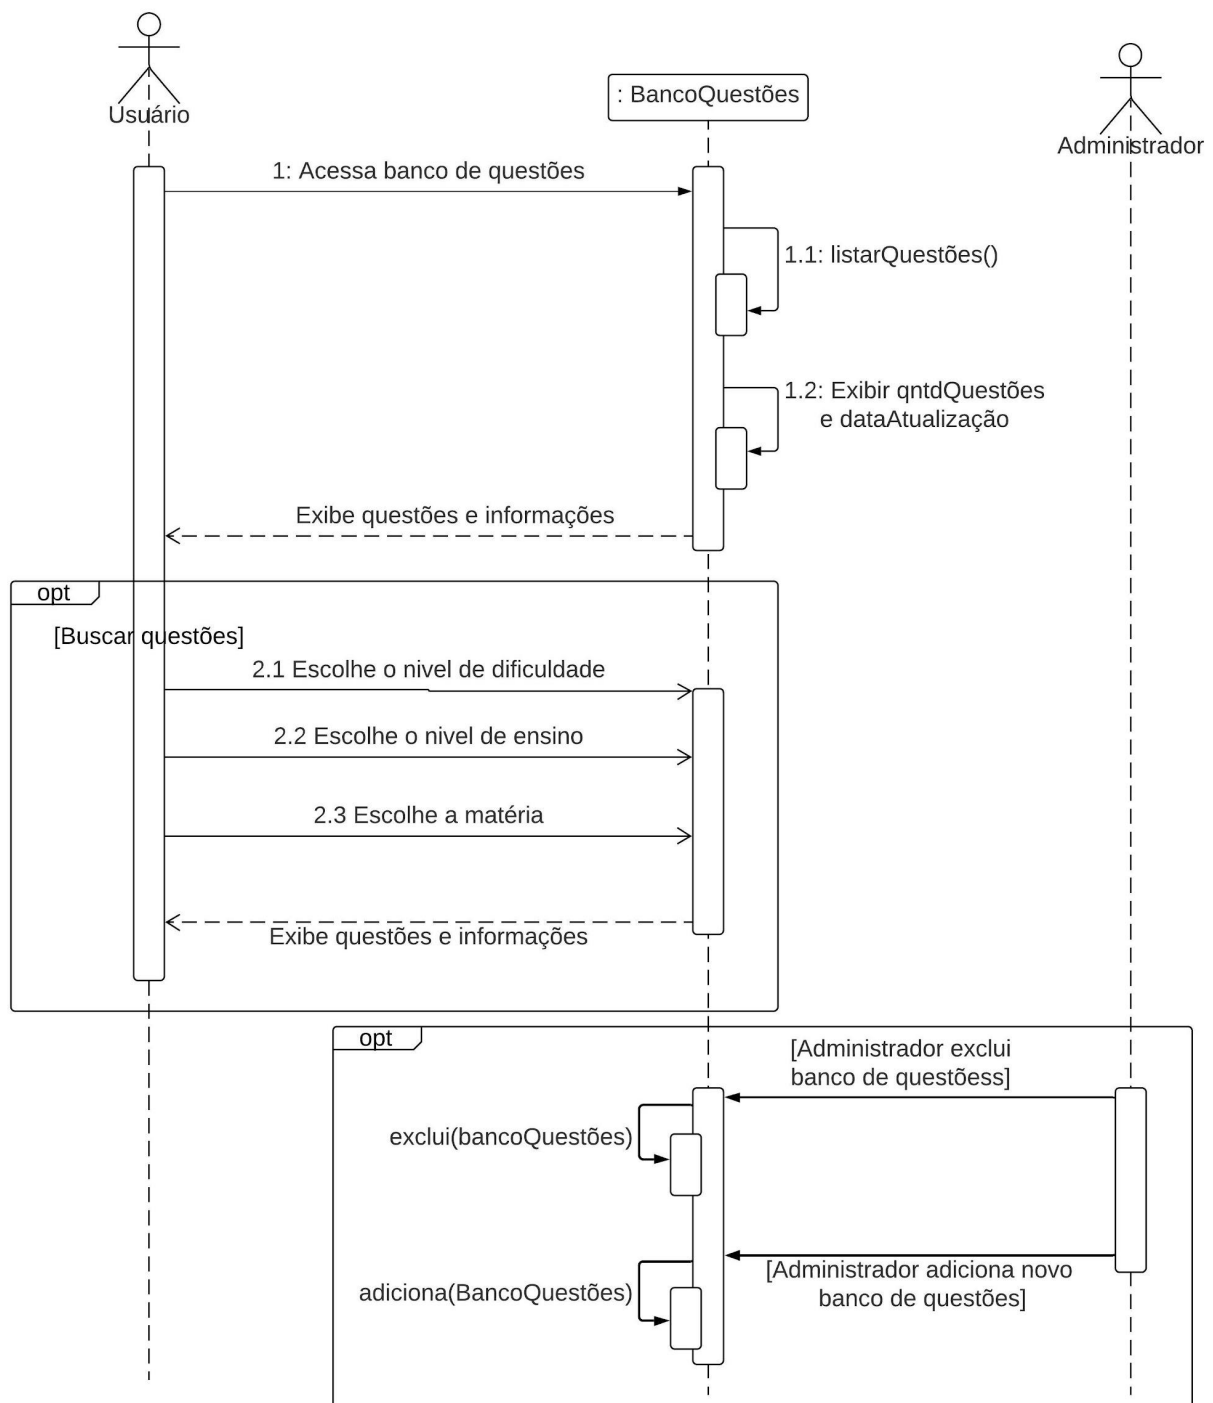 Usuário
: BancoQuestões
Administrador
1: Acessa banco de questões
1.1: listarQuestões()
1.2: Exibir qntdQuestões
e dataAtualização
Exibe questões e informações
opt
[Buscar questões]
2.1 Escolhe o nivel de dificuldade
2.2 Escolhe o nivel de ensino
2.3 Escolhe a matéria
Exibe questões e informações
opt
[Administrador exclui
banco de questõess]
exclui(bancoQuestões)
[Administrador adiciona novo
banco de questões]
adiciona(BancoQuestões)